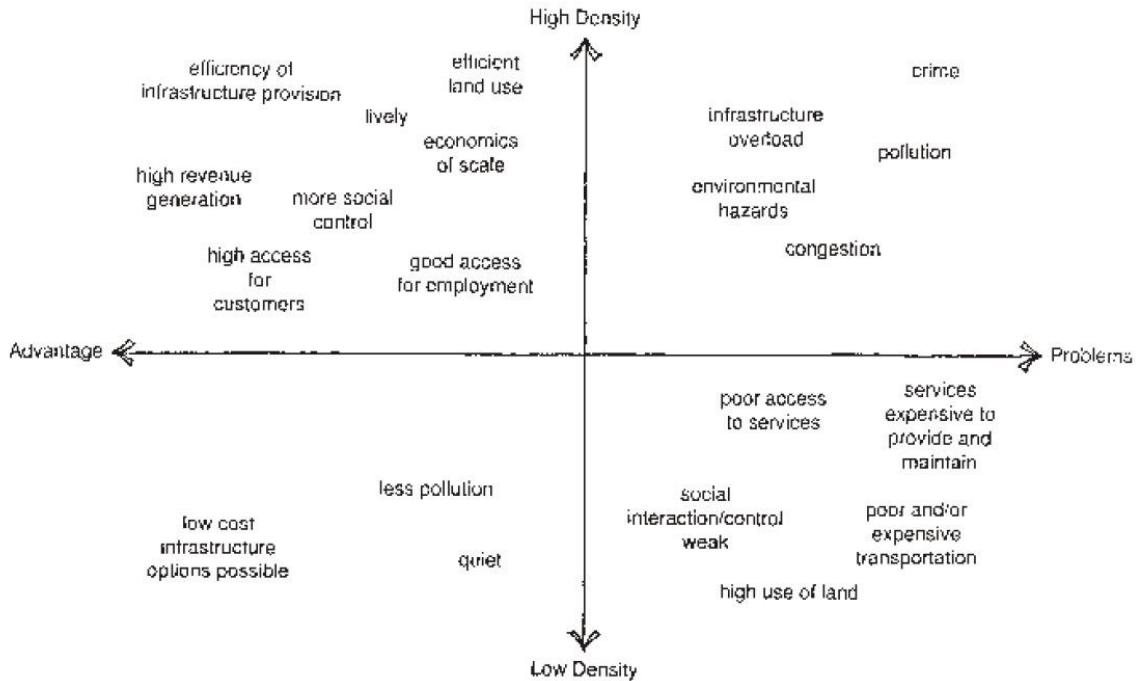 High Density
efficiency of
infrastructure provision
efficient
land use
lively
economics
of scale
high revenue
generation
more social
control
high access
for
customers
good access
for employment
crime
infrastructure
overload
pollution
environmental
hazards
congestion
Advantage
Problems
less pollution
low cost
infrastructure
options possible
quiet
poor access
to services
services
expensive to
provide and
maintain
social
interaction/control
weak
poor and/or
expensive
transportation
high use of land
Low Density